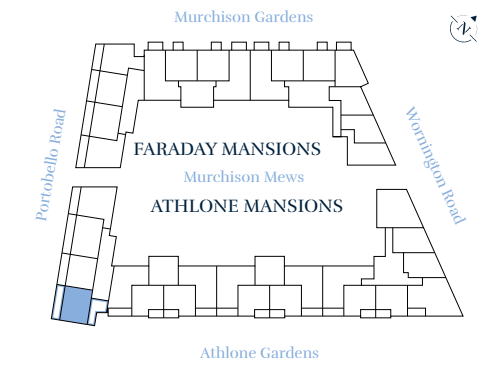 Murchison Gardens
N
Portobello Road
Wornington Road
FARADAY MANSIONS
Murchison Mews
ATHLONE MANSIONS
Athlone Gardens